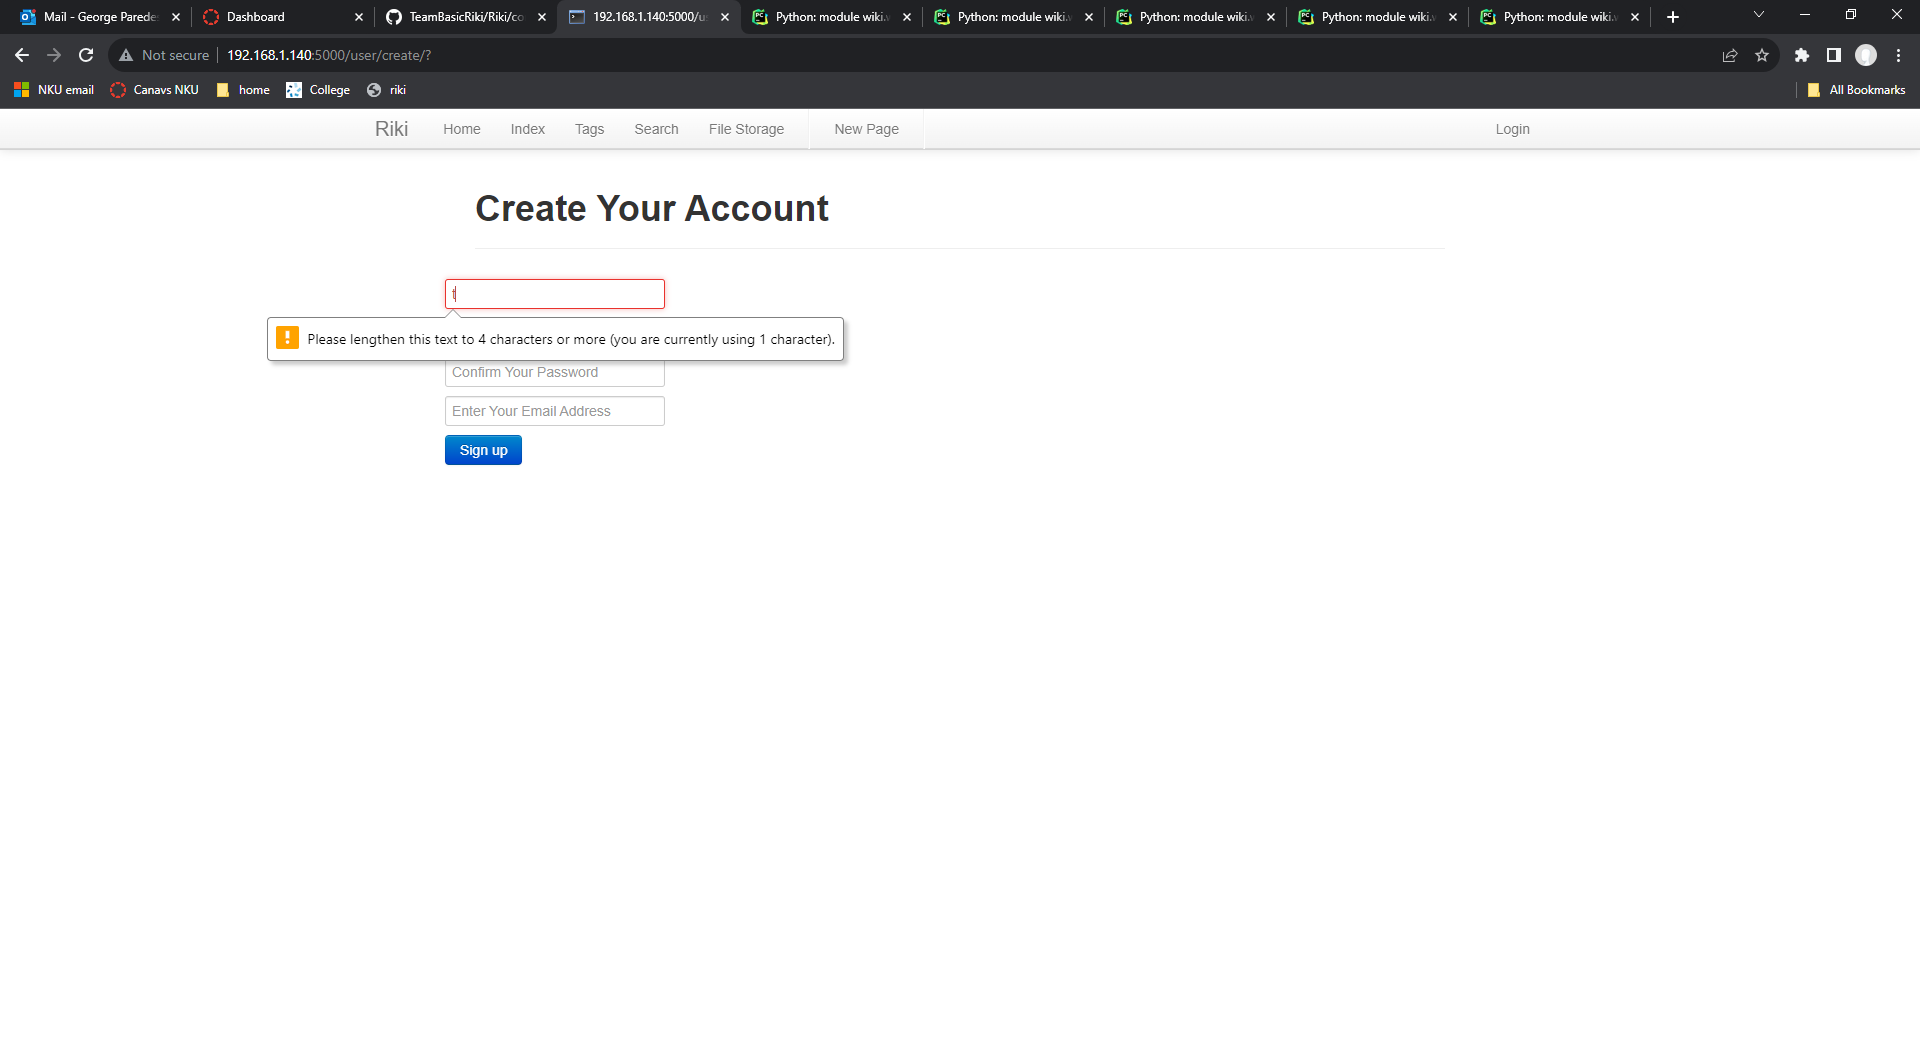 Mail - George Parede
Dashboard
TeamBasicRiki/Riki/co
192.168.1.140:5000/u
Python: module wiki.
Python: module wiki.
Python: module wiki.
Python: module wiki.
Python: module wiki.
Not secure
192.168.1.140:5000/user/create/?
NKU email
Canavs NKU
home
College
riki
All Bookmarks
Riki
Home
Index
Tags
Search
File Storage
New Page
Login
Create Your Account
t
Please lengthen this text to 4 characters or more (you are currently using 1 character).
Confirm Your Password
Enter Your Email Address
Sign up